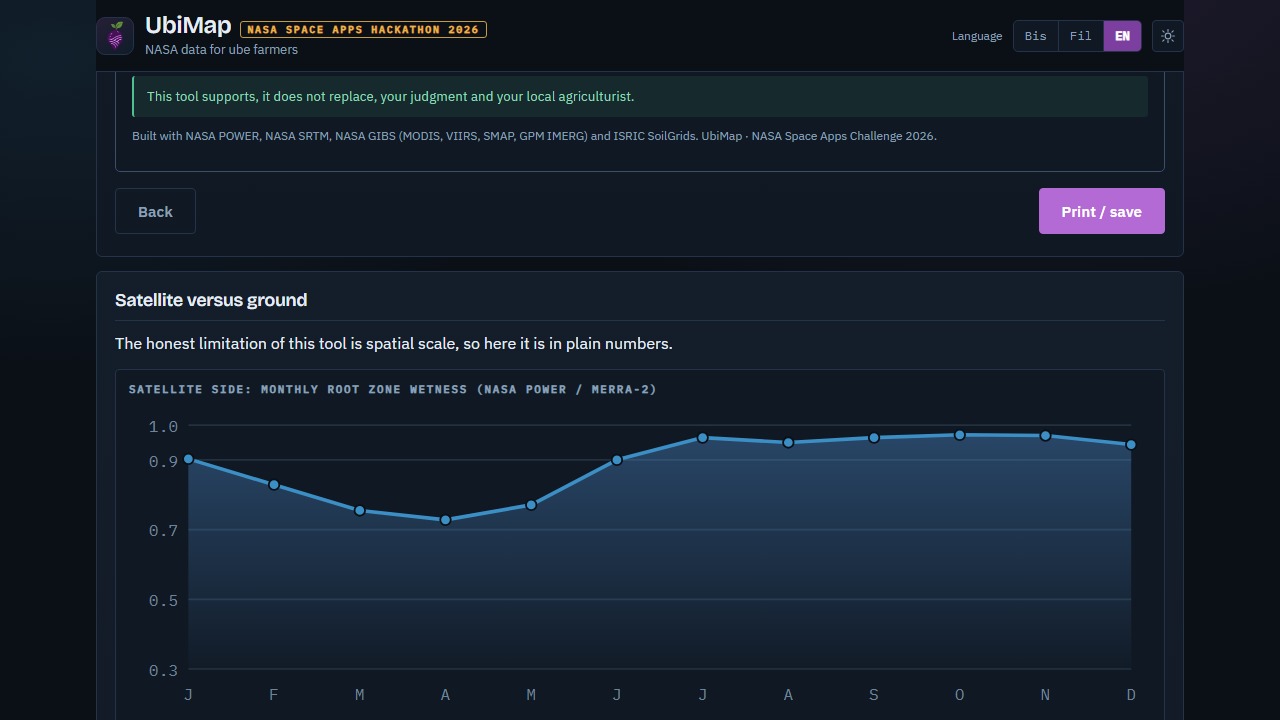 UbiMap NASA SPACE APPS HACKATHON 2026
NASA data for ube farmers
Language Bis Fil EN
This tool supports, it does not replace, your judgment and your local agriculturist.
Built with NASA POWER, NASA SRTM, NASA GIBS (MODIS, VIIRS, SMAP, GPM IMERG) and ISRIC SoilGrids. UbiMap · NASA Space Apps Challenge 2026.
Back Print / save
Satellite versus ground
The honest limitation of this tool is spatial scale, so here it is in plain numbers.
SATELLITE SIDE: MONTHLY ROOT ZONE WETNESS (NASA POWER / MERRA-2)
1.0
0.9
0.7
0.5
0.3
J F M A M J J A S O N D